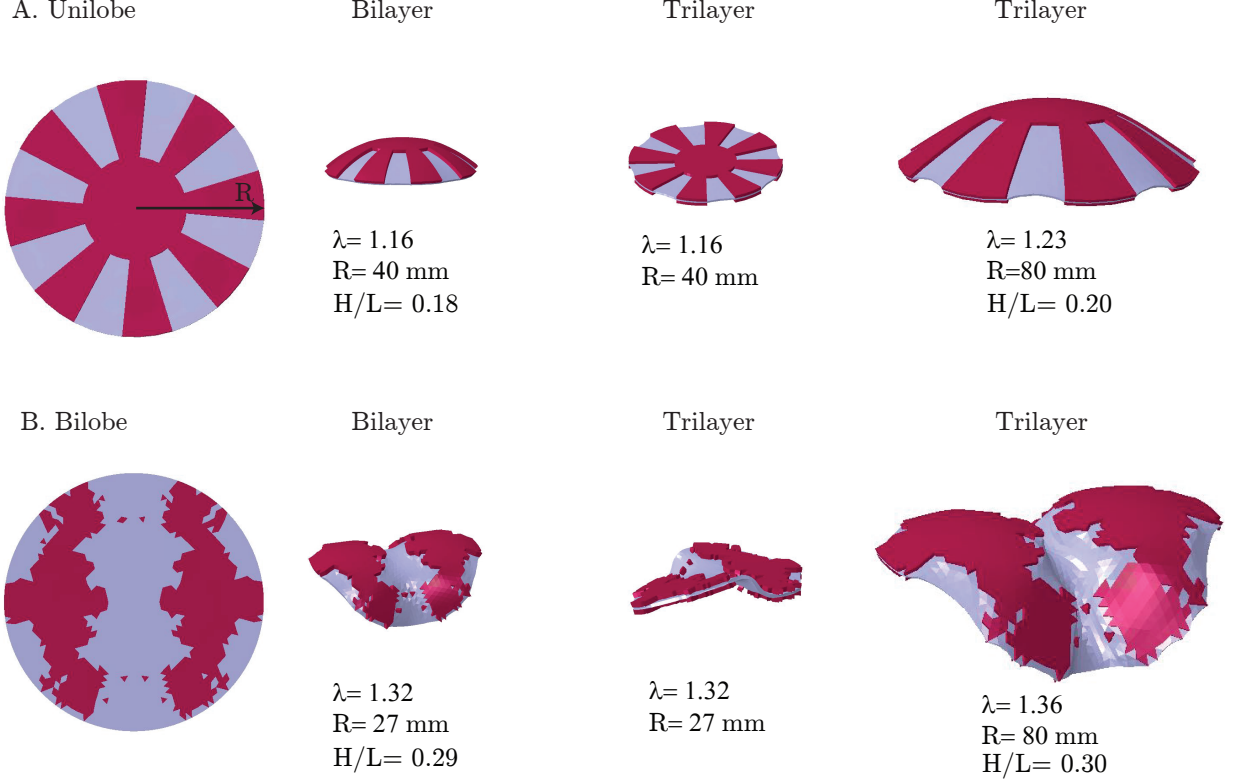 A. Unilobe
Bilayer
Trilayer
Trilayer
R
λ= 1.16
R= 40 mm
H/L= 0.18
λ= 1.16
R= 40 mm
λ= 1.23
R=80 mm
H/L= 0.20
B. Bilobe
Bilayer
Trilayer
Trilayer
λ= 1.32
R= 27 mm
H/L= 0.29
λ= 1.32
R= 27 mm
λ= 1.36
R= 80 mm
H/L= 0.30